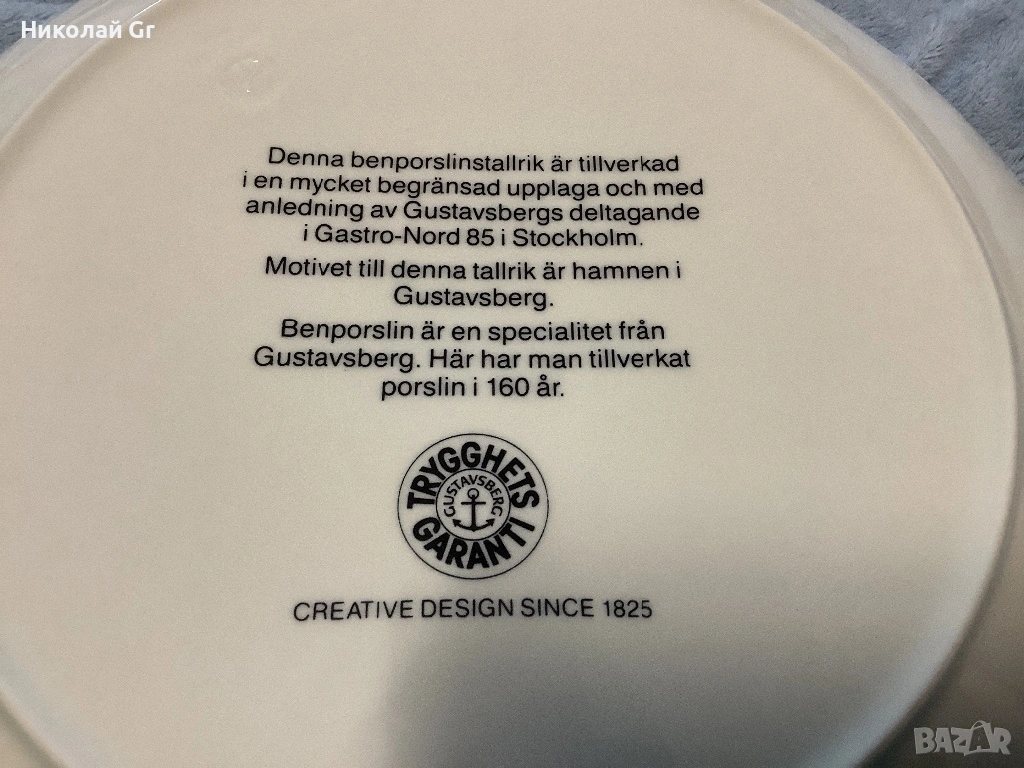 Николай Gr
Denna benporslinstallrik är tillverkad
i en mycket begränsad upplaga och med
anledning av Gustavsbergs deltagande
i Gastro-Nord 85 i Stockholm.
Motivet till denna tallrik är hamnen i
Gustavsberg.
Benporslin är en specialitet från
Gustavsberg. Här har man tillverkat
porslin i 160 år.
TRYGGHETS
GUSTAVSBERG
GARANTI
CREATIVE DESIGN SINCE 1825
BAZAR